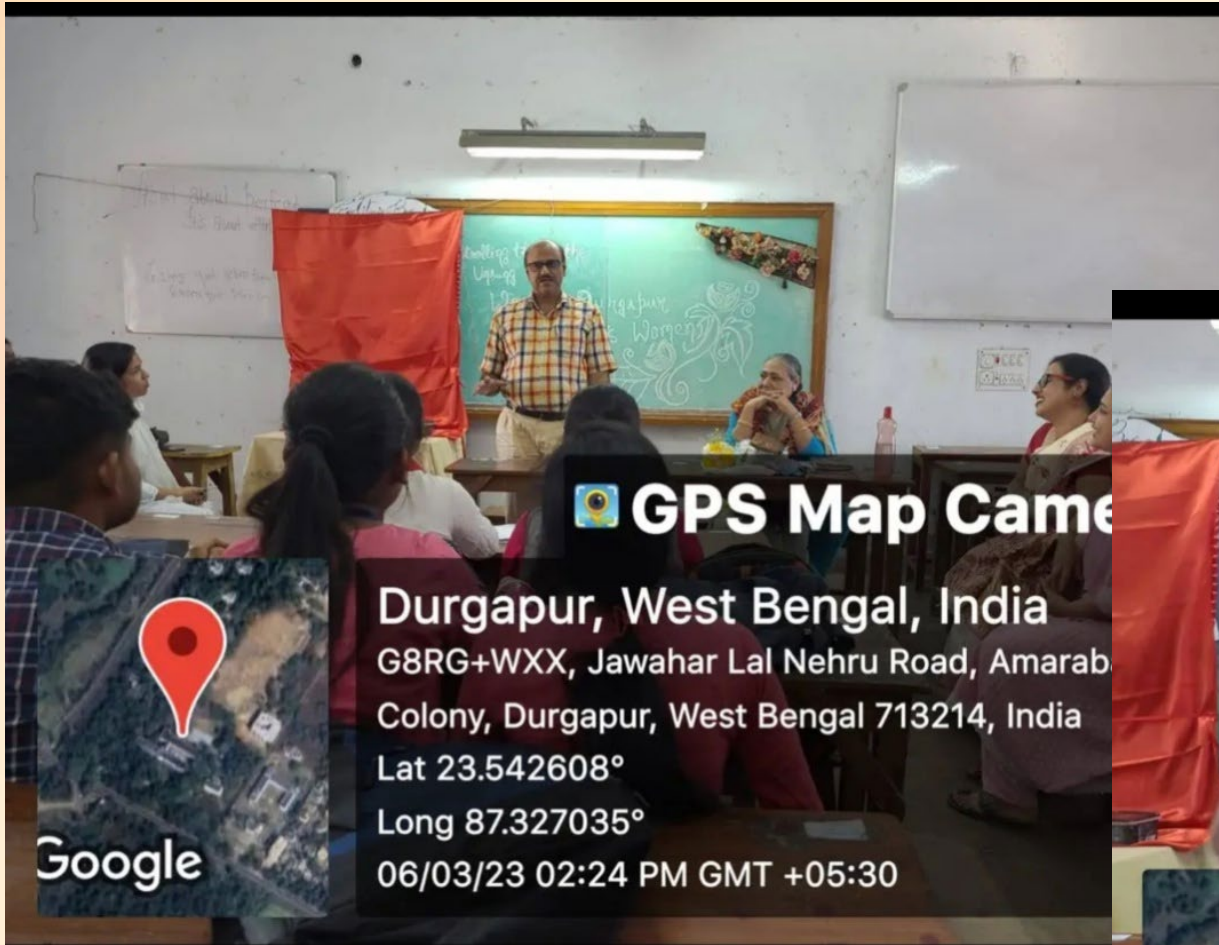 Durgapur
Women's
GPS Map Came
Durgapur, West Bengal, India
G8RG+WXX, Jawahar Lal Nehru Road, Amarab
Colony, Durgapur, West Bengal 713214, India
Lat 23.542608°
Long 87.327035°
06/03/23 02:24 PM GMT +05:30
Google